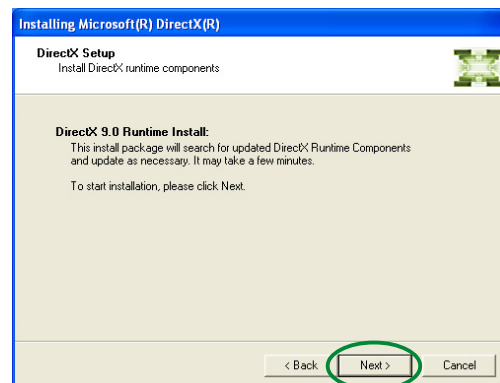 Installing Microsoft(R) DirectX(R)
DirectX Setup
Install DirectX runtime components
DirectX 9.0 Runtime Install:
This install package will search for updated DirectX Runtime Components
and update as necessary. It may take a few minutes.
To start installation, please click Next.
< Back Next > Cancel